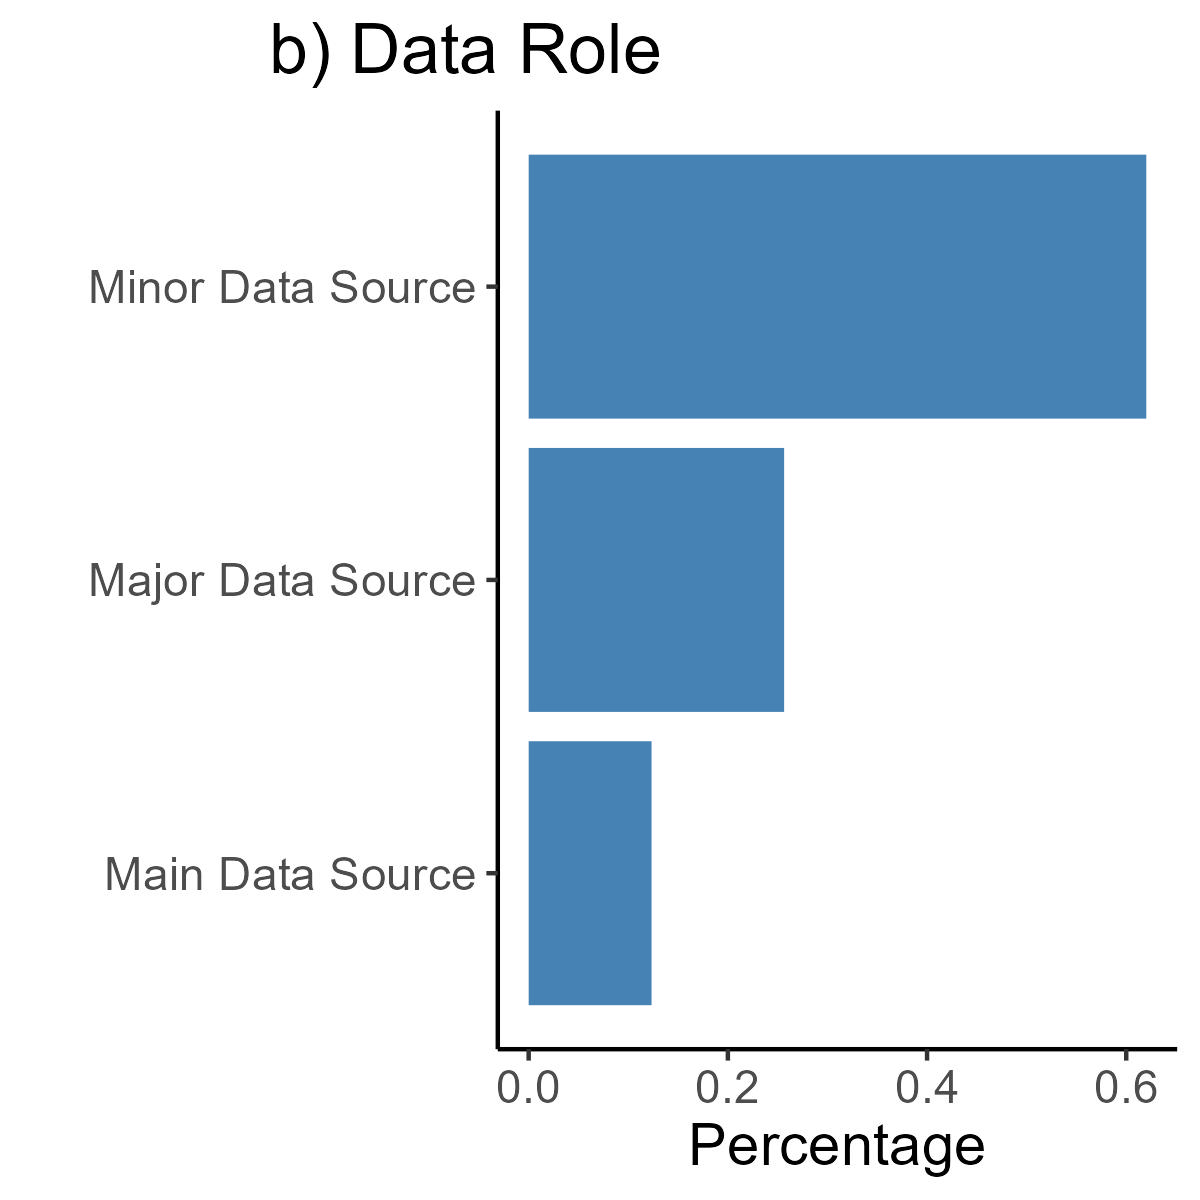 b) Data Role
Minor Data Source
Major Data Source
Main Data Source
0.0 0.2 0.4 0.6
Percentage